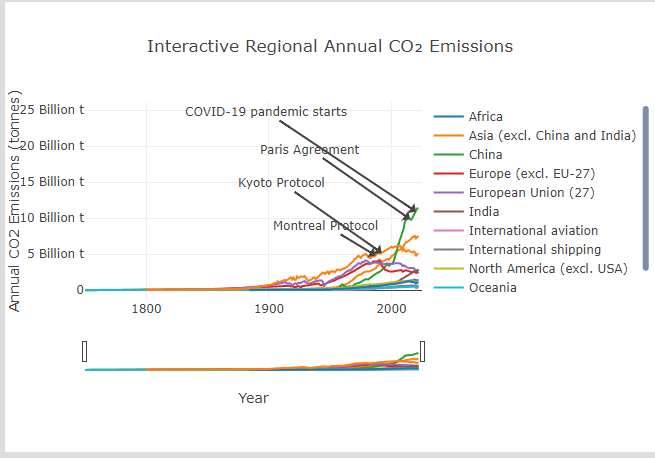 Interactive Regional Annual CO₂ Emissions
Annual CO2 Emissions (tonnes)
25 Billion t
20 Billion t
15 Billion t
10 Billion t
5 Billion t
0
1800
1900
2000
COVID-19 pandemic starts
Paris Agreement
Kyoto Protocol
Montreal Protocol
Africa
Asia (excl. China and India)
China
Europe (excl. EU-27)
European Union (27)
India
International aviation
International shipping
North America (excl. USA)
Oceania
Year